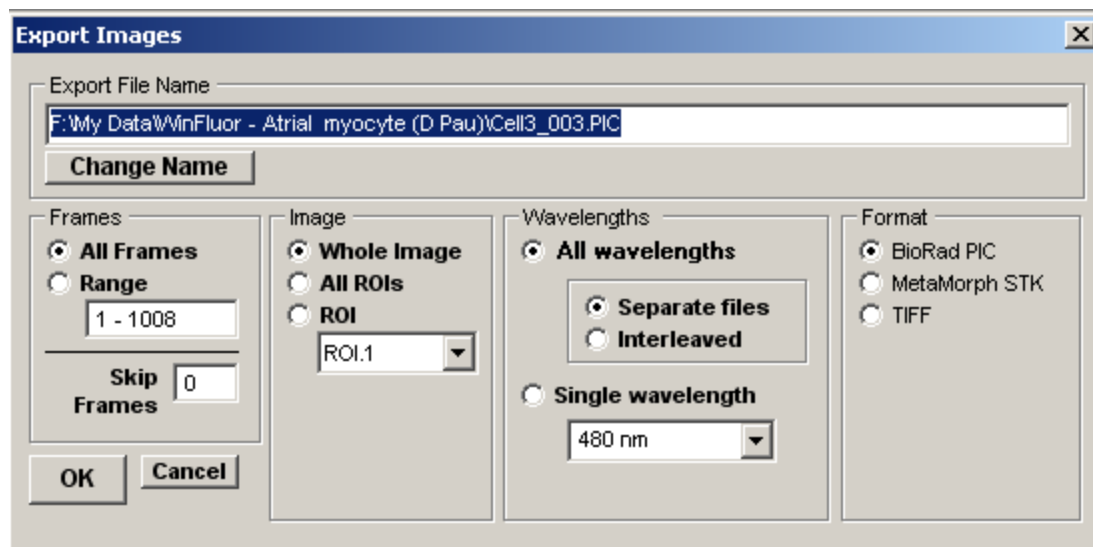 Export Images
Export File Name
F:\My Data\WinFluor - Atrial myocyte (D Pau)\Cell3_003.PIC
Change Name
Frames
All Frames
Range
1 - 1008
Skip
Frames
0
OK
Cancel
Image
Whole Image
All ROIs
ROI
ROI.1
Wavelengths
All wavelengths
Separate files
Interleaved
Single wavelength
480 nm
Format
BioRad PIC
MetaMorph STK
TIFF